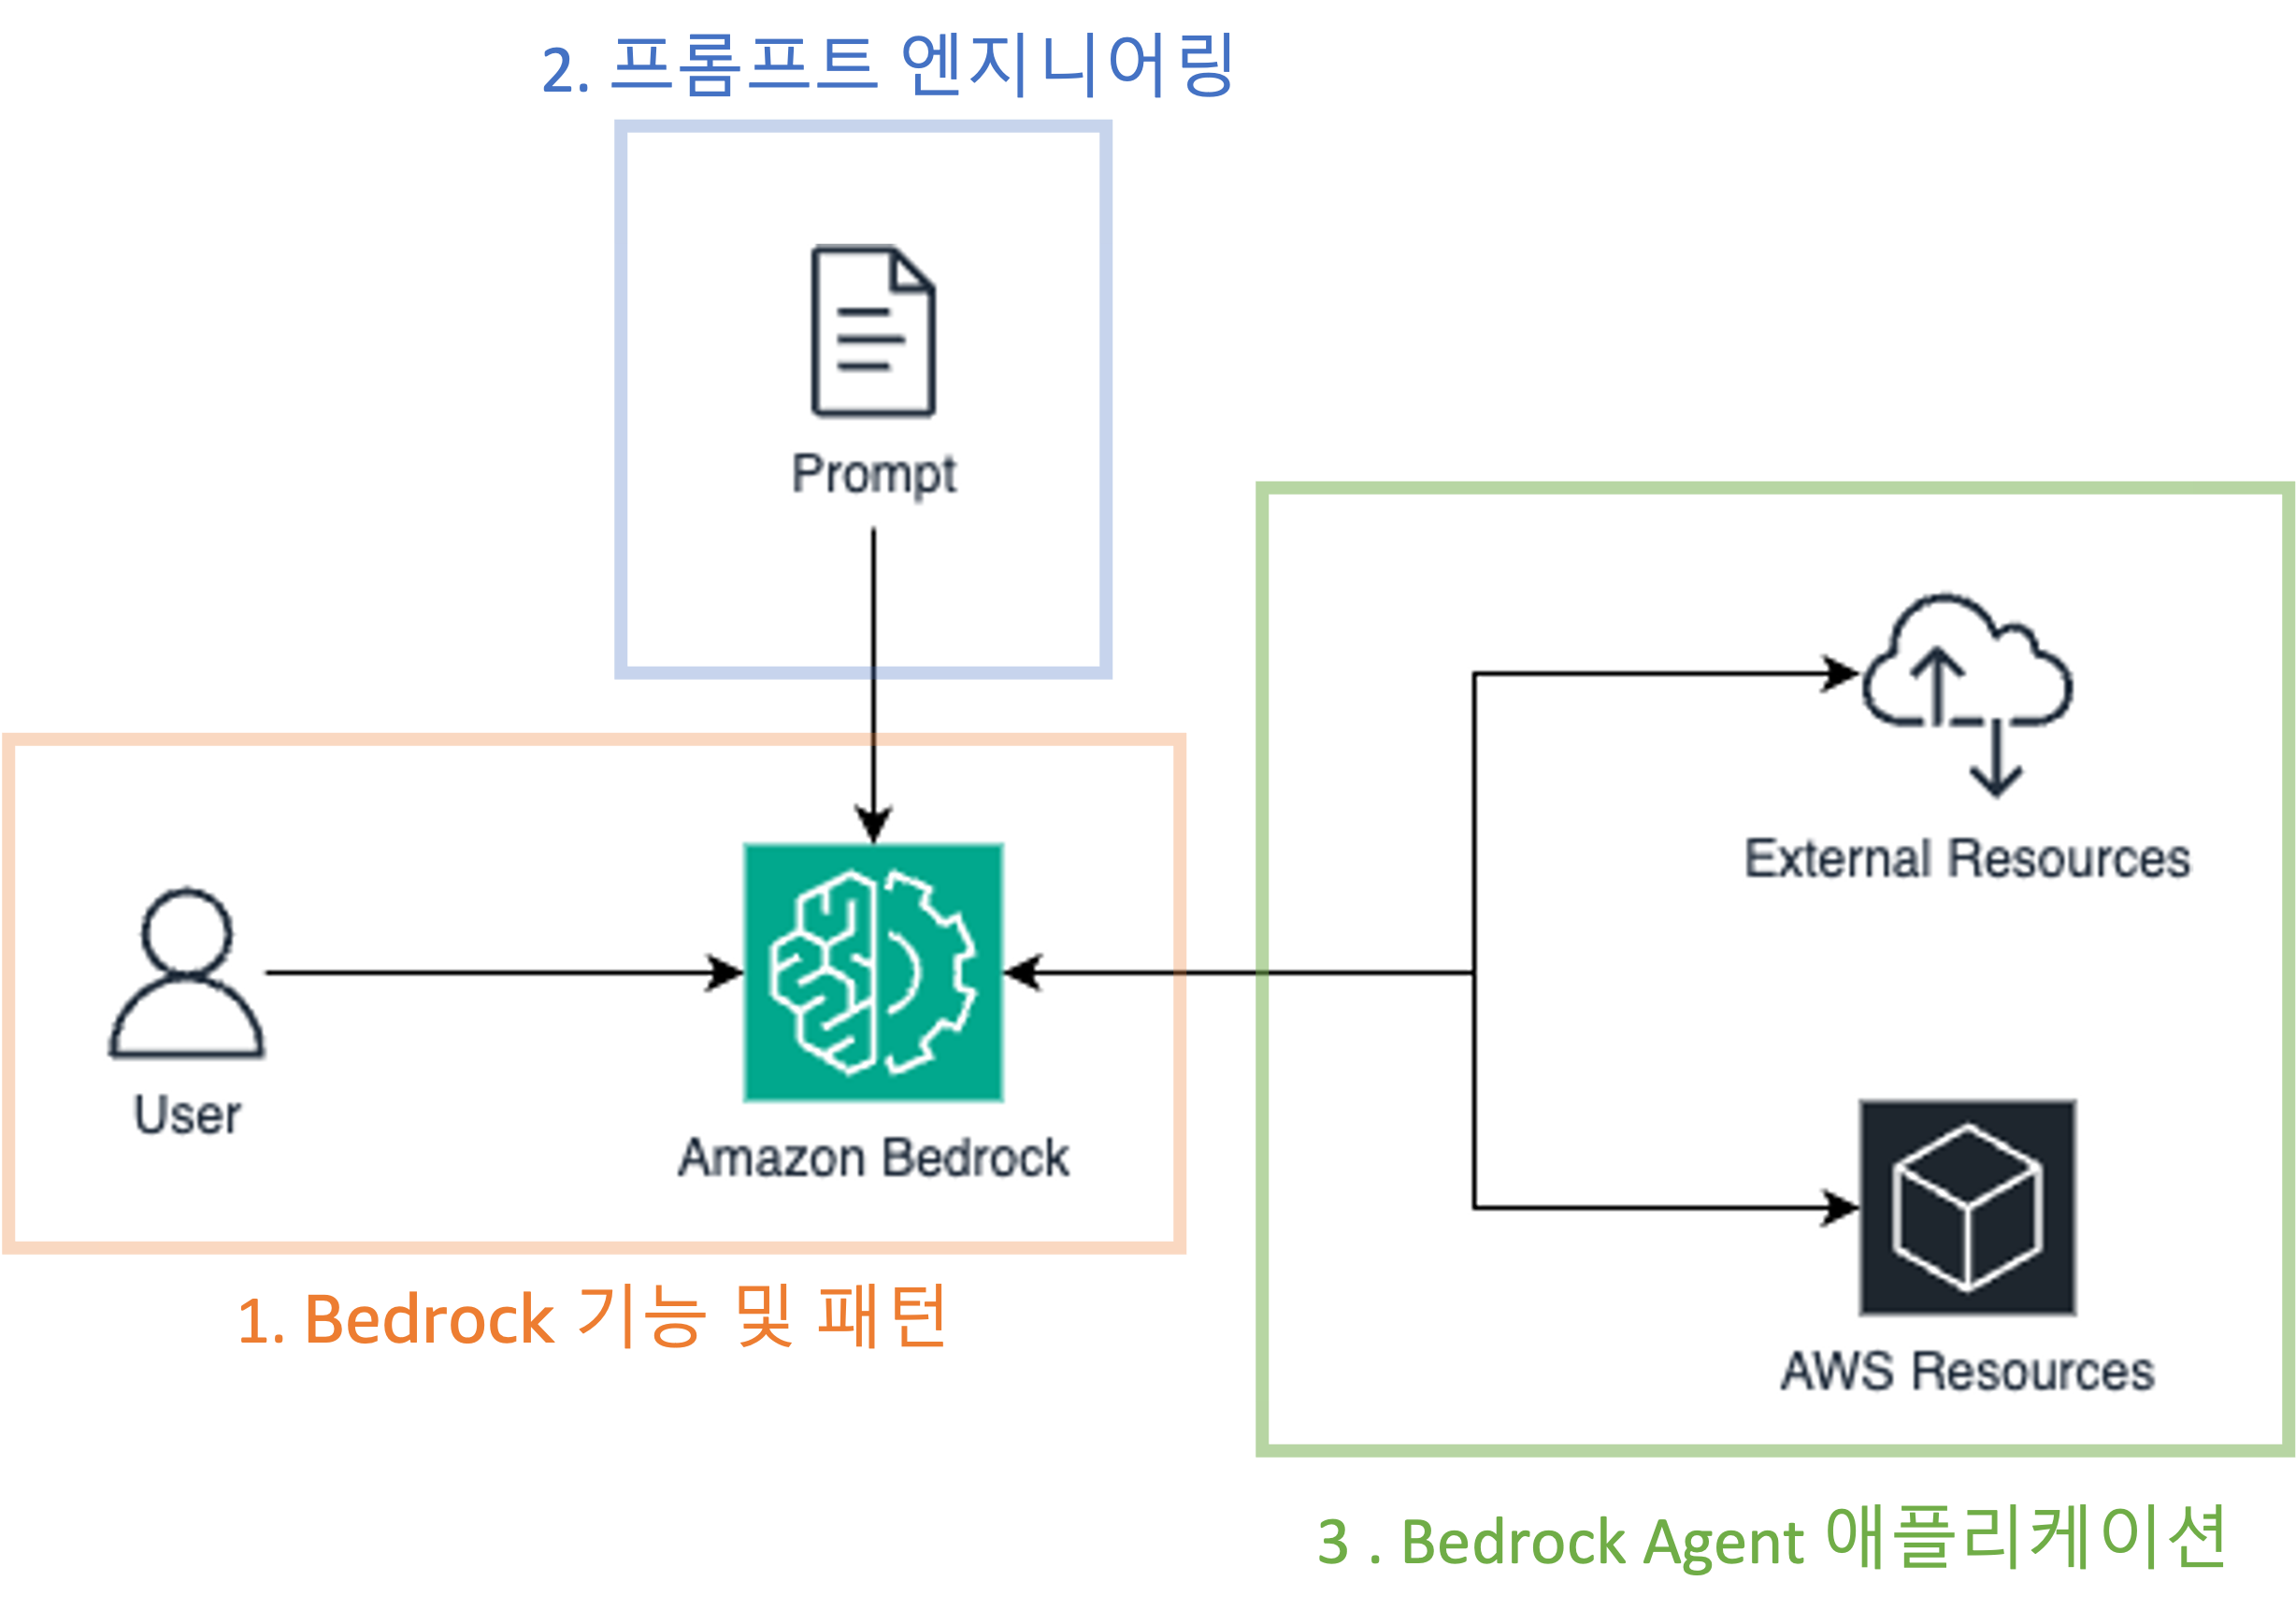 2. 프롬프트 엔지니어링
Prompt
External Resources
User
Amazon Bedrock
AWS Resources
1. Bedrock 기능 및 패턴
3. Bedrock Agent 애플리케이션